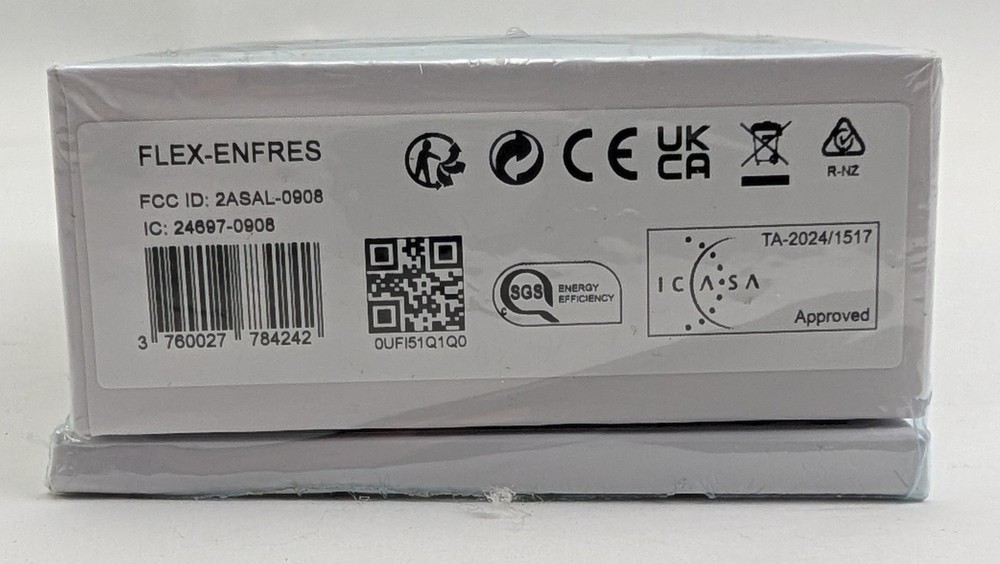 FLEX-ENFRES
FCC ID: 2ASAL-0908
IC: 24697-0908
3 760027 784242
0UFI51Q1Q0
CE
UK
CA
R-NZ
SGS
ENERGY
EFFICIENCY
C
TA-2024/1517
ICASA
Approved